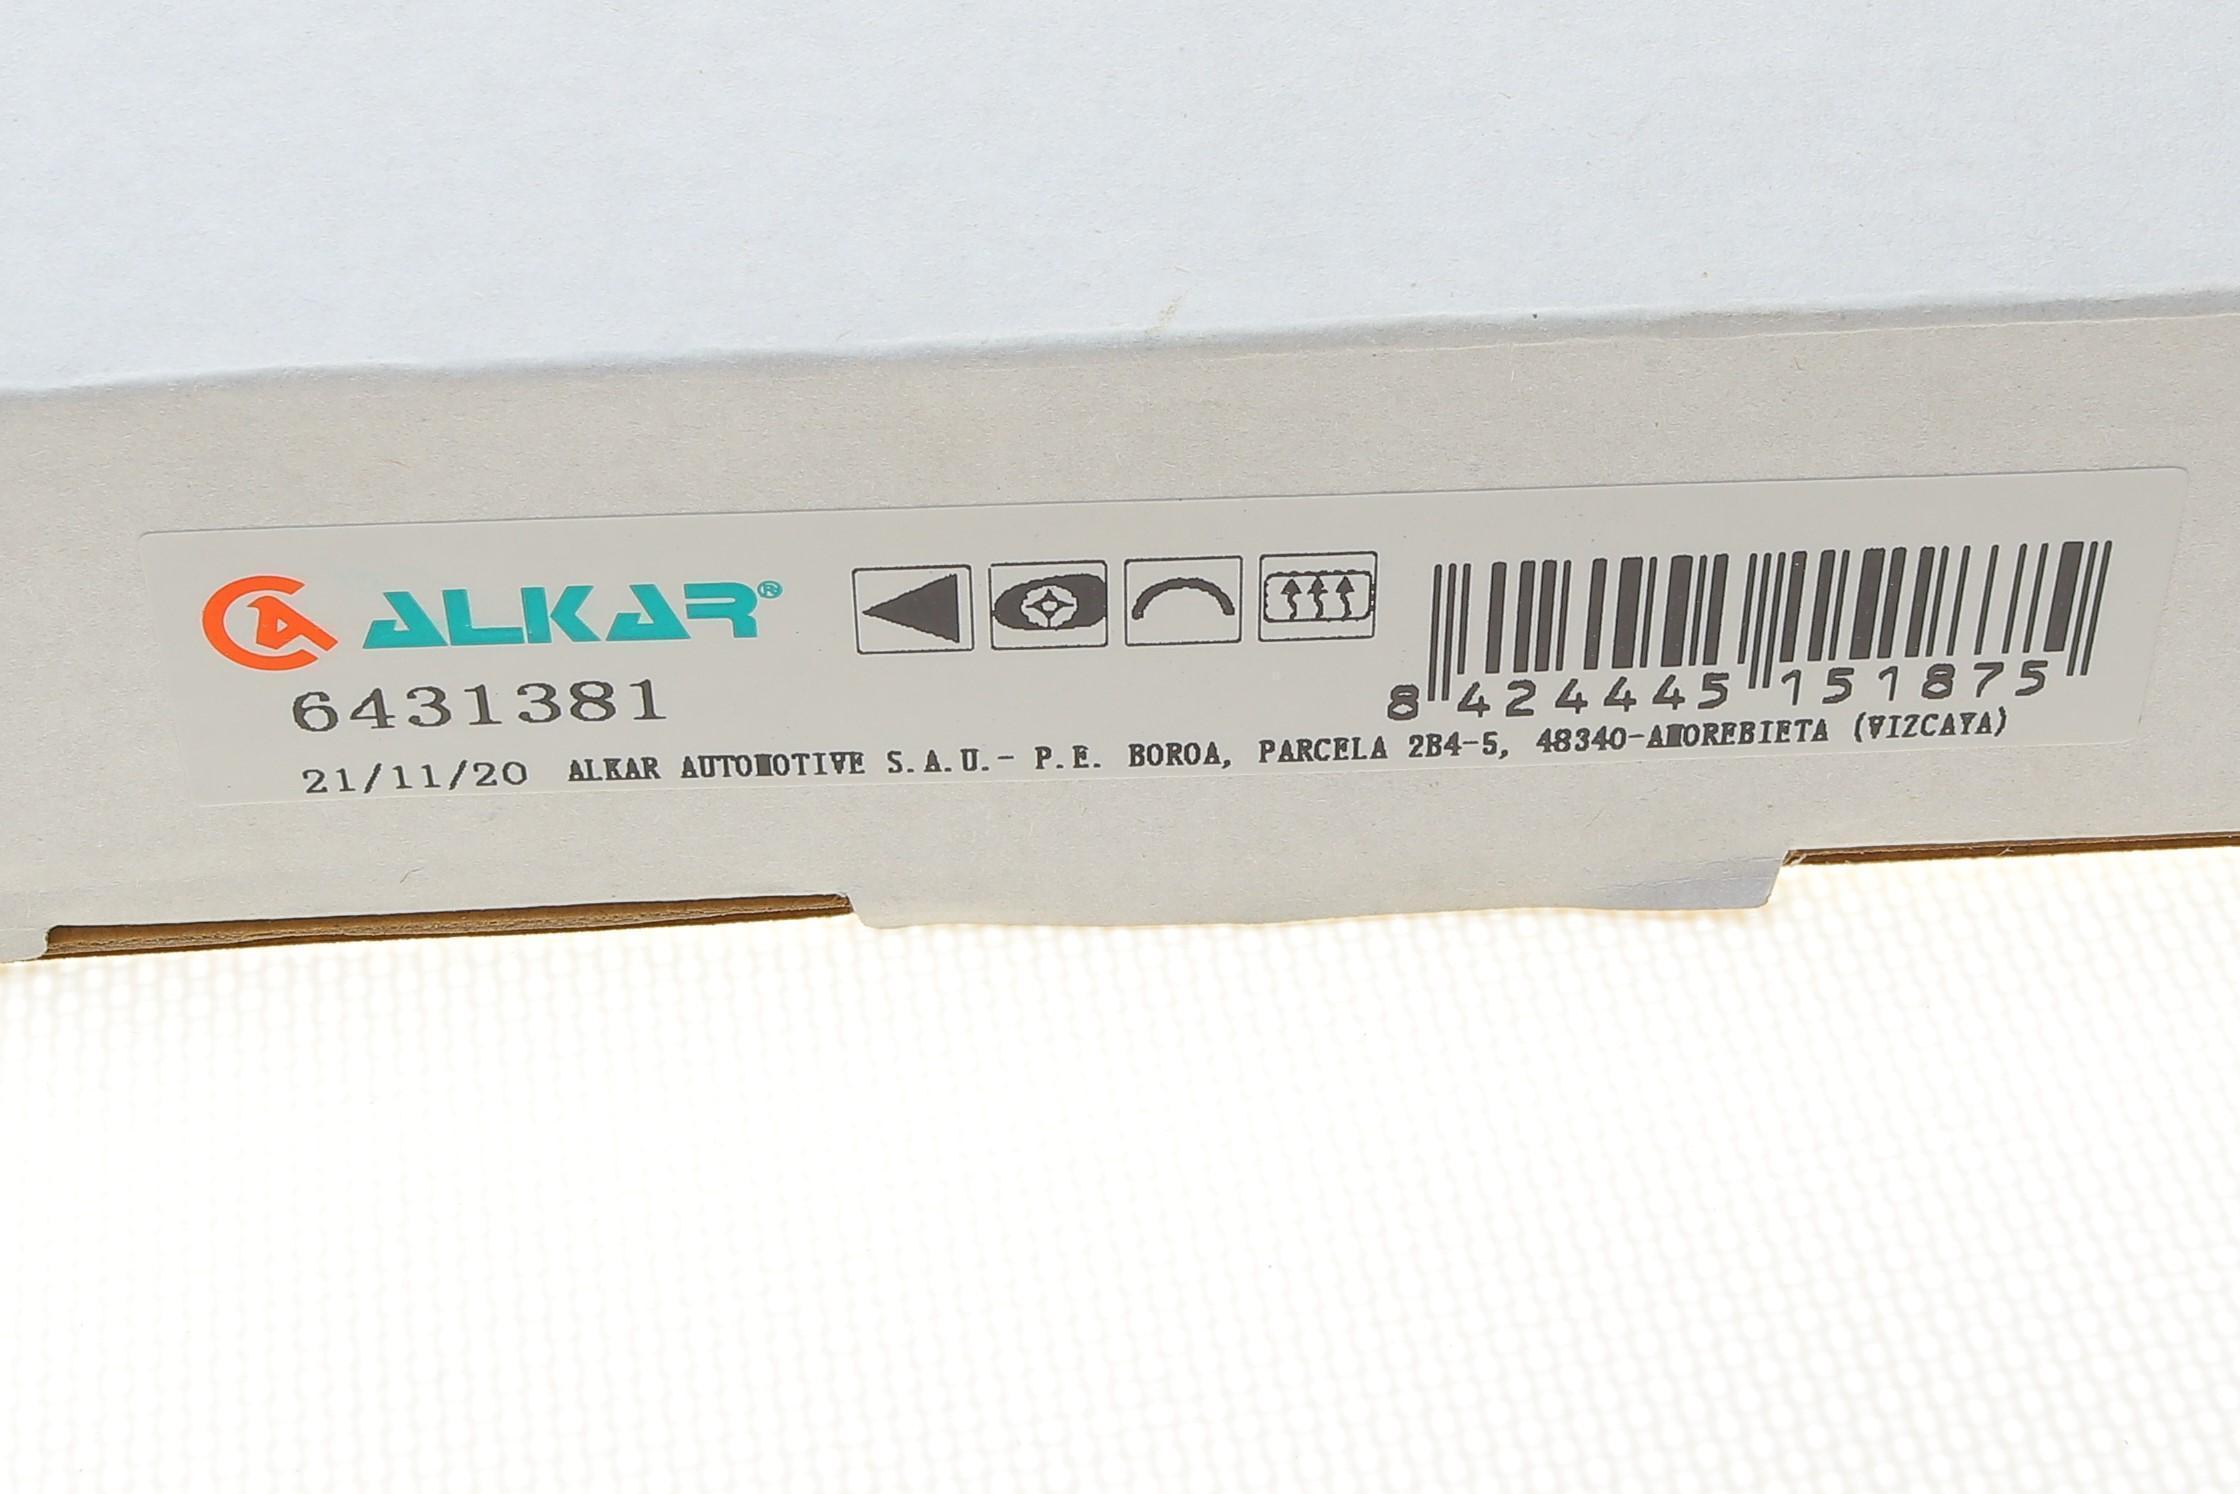 ALKAR®
6431381
8 424445 151875
21/11/20 ALKAR AUTOMOTIVE S.A.U.- P.E. BOROA, PARCELA 2B4-5, 48340-AMOREBIETA (VIZCAYA)